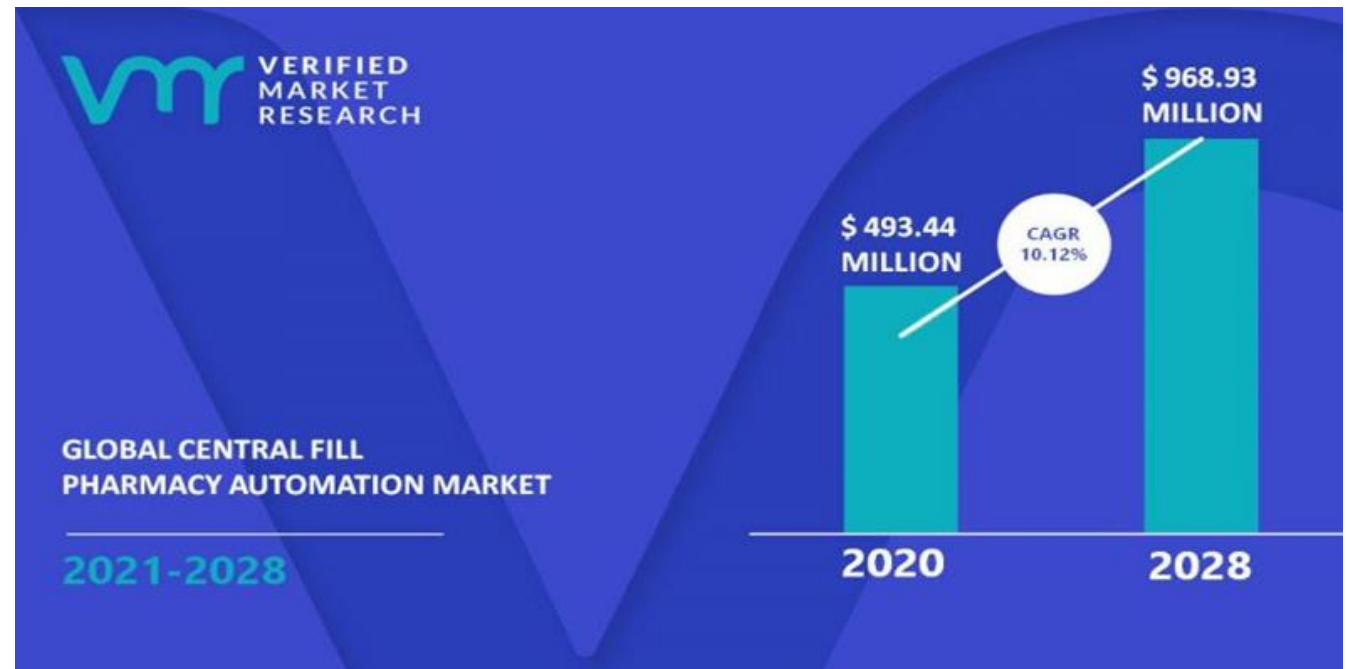 vmr
VERIFIED
MARKET
RESEARCH
GLOBAL CENTRAL FILL
PHARMACY AUTOMATION MARKET
2021-2028
$ 493.44
MILLION
CAGR
10.12%
$ 968.93
MILLION
2020
2028